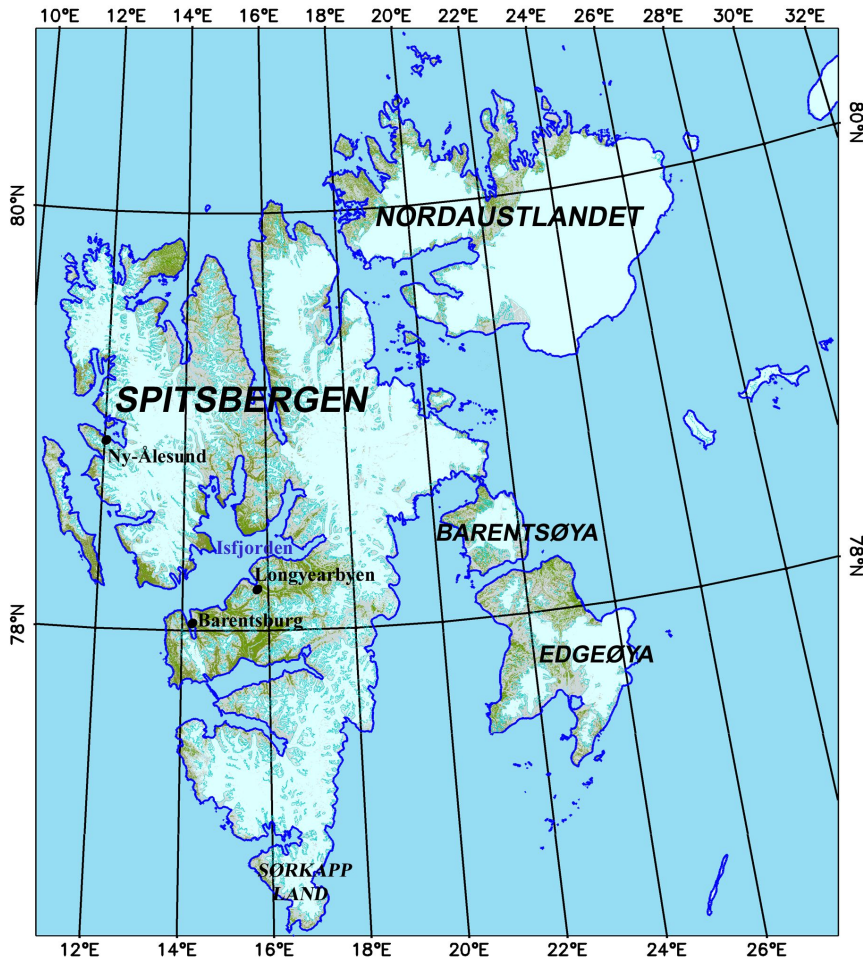 10°E 12°E 14°E 16°E 18°E 20°E 22°E 24°E 26°E 28°E 30°E 32°E
80°N
80°N
NORDAUSTLANDET
SPITSBERGEN
Ny-Ålesund
BARENTSØYA
Isfjorden
78°N
Longyearbyen
78°N
Barentsburg
EDGEØYA
SØRKAPP
LAND
12°E 14°E 16°E 18°E 20°E 22°E 24°E 26°E